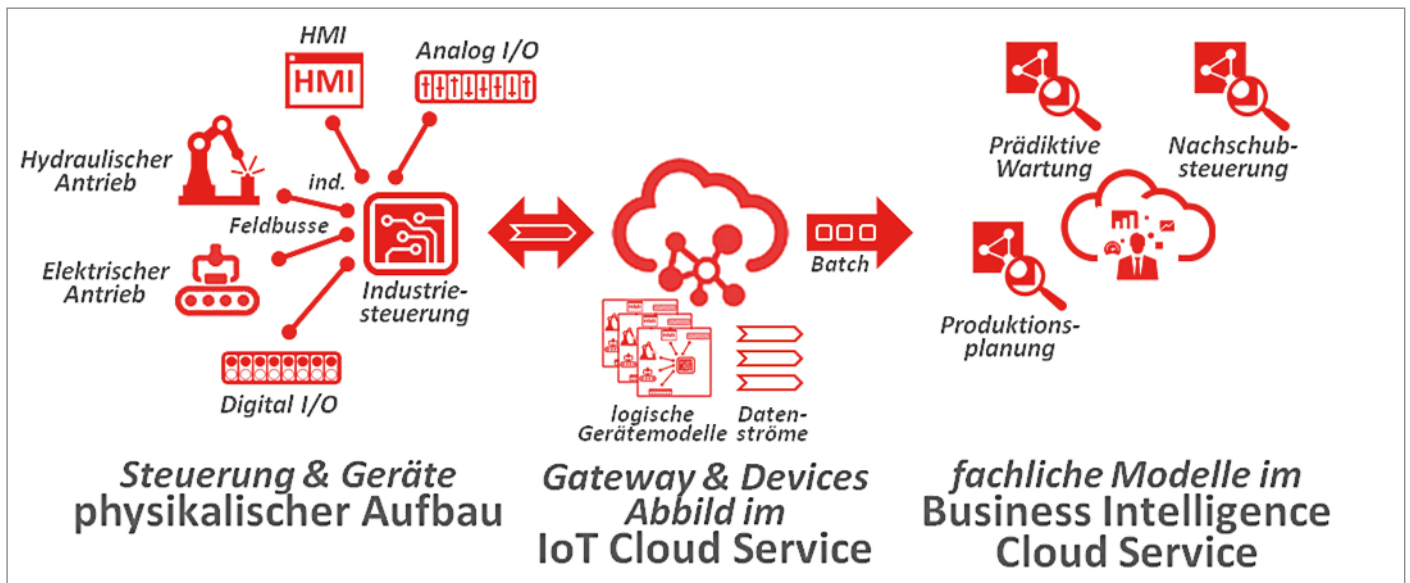 HMI
HMI
Analog I/O
Hydraulischer
Antrieb
ind.
Feldbusse
Elektrischer
Antrieb
Industrie-
steuerung
Digital I/O
Steuerung & Geräte
physikalischer Aufbau
Batch
HMI
logische
Gerätemodelle
Daten-
ströme
Gateway & Devices
Abbild im
IoT Cloud Service
Prädiktive
Wartung
Nachschub-
steuerung
Produktions-
planung
fachliche Modelle im
Business Intelligence
Cloud Service